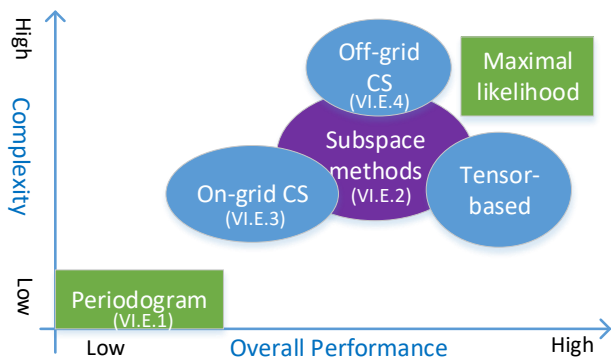 High
Complexity
Low
Off-grid
CS
(VI.E.4)
Maximal
likelihood
Subspace
methods
(VI.E.2)
On-grid CS
(VI.E.3)
Tensor-
based
Periodogram
(VI.E.1)
Low
Overall Performance
High